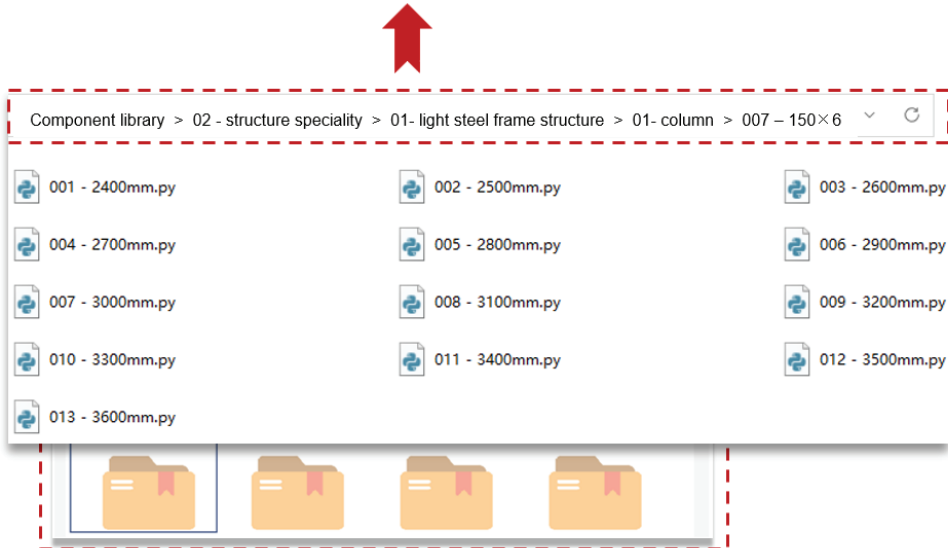 Component library > 02 - structure speciality > 01- light steel frame structure > 01- column > 007 – 150×6
001 - 2400mm.py 002 - 2500mm.py 003 - 2600mm.py
004 - 2700mm.py 005 - 2800mm.py 006 - 2900mm.py
007 - 3000mm.py 008 - 3100mm.py 009 - 3200mm.py
010 - 3300mm.py 011 - 3400mm.py 012 - 3500mm.py
013 - 3600mm.py